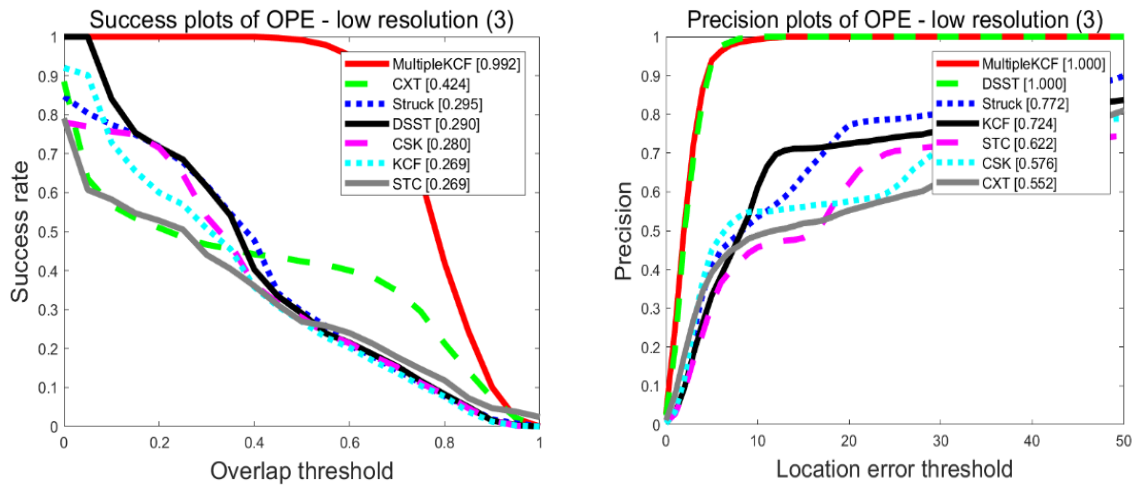 Success plots of OPE - low resolution (3)
1
0.9
0.8
0.7
0.6
0.5
0.4
0.3
0.2
0.1
0
Success rate
MultipleKCF [0.992]
CXT [0.424]
Struck [0.295]
DSST [0.290]
CSK [0.280]
KCF [0.269]
STC [0.269]
0 0.2 0.4 0.6 0.8 1
Overlap threshold
Precision plots of OPE - low resolution (3)
1
0.9
0.8
0.7
0.6
0.5
0.4
0.3
0.2
0.1
0
Precision
MultipleKCF [1.000]
DSST [1.000]
Struck [0.772]
KCF [0.724]
STC [0.622]
CSK [0.576]
CXT [0.552]
0 10 20 30 40 50
Location error threshold